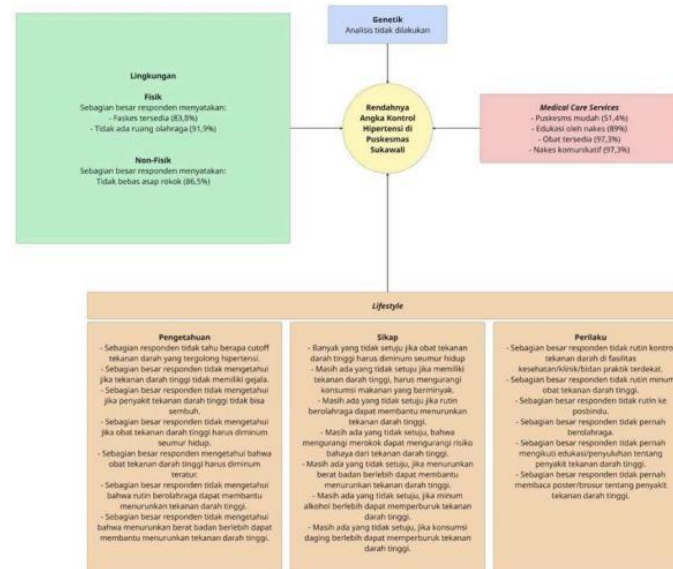 Genetik
Analisis tidak dilakukan
Lingkungan
Fisik
Sebagian besar responden menyatakan:
- Faskes tersedia (83,8%)
- Tidak ada ruang olahraga (91,9%)
Non-Fisik
Sebagian besar responden menyatakan:
Tidak bebas asap rokok (86,5%)
Rendahnya
Angka Kontrol
Hipertensi di
Puskesmas
Sukawali
Medical Care Services
- Puskesms mudah (51,4%)
- Edukasi oleh nakes (89%)
- Obat tersedia (97,3%)
- Nakes komunikatif (97,3%)
Lifestyle
Pengetahuan
- Sebagian responden tidak tahu berapa cutoff
tekanan darah yang tergolong hipertensi.
- Sebagian besar responden tidak mengetahui
jika tekanan darah tinggi tidak memiliki gejala.
- Sebagian besar responden tidak mengetahui
jika penyakit tekanan darah tinggi tidak bisa
sembuh.
- Sebagian besar responden tidak mengetahui
jika obat tekanan darah tinggi harus diminum
seumur hidup.
- Sebagian besar responden mengetahui bahwa
obat tekanan darah tinggi harus diminum
teratur.
- Sebagian besar responden tidak mengetahui
bahwa rutin berolahraga dapat membantu
menurunkan tekanan darah tinggi.
- Sebagian besar responden tidak mengetahui
bahwa menurunkan berat badan berlebih dapat
membantu menurunkan tekanan darah tinggi.
Sikap
- Banyak yang tidak setuju jika obat tekanan
darah tinggi harus diminum seumur hidup
- Masih ada yang tidak setuju jika memiliki
tekanan darah tinggi, harus mengurangi
konsumsi makanan yang berminyak.
- Masih ada yang tidak setuju jika rutin
berolahraga dapat membantu menurunkan
tekanan darah tinggi.
- Masih ada yang tidak setuju, bahwa
mengurangi merokok dapat mengurangi risiko
bahaya dari tekanan darah tinggi.
- Masih ada yang tidak setuju, jika menurunkan
berat badan berlebih dapat membantu
menurunkan tekanan darah tinggi.
- Masih ada yang tidak setuju, jika minum
alkohol berlebih dapat memperburuk tekanan
darah tinggi.
- Masih ada yang tidak setuju, jika konsumsi
daging berlebih dapat memperburuk tekanan
darah tinggi.
Perilaku
- Sebagian besar responden tidak rutin kontrol
tekanan darah di fasilitas
kesehatan/klinik/bidan praktik terdekat.
- Sebagian besar responden tidak rutin minum
obat tekanan darah tinggi.
- Sebagian besar responden tidak rutin ke
posbindu.
- Sebagian besar responden tidak pernah
berolahraga.
- Sebagian besar responden tidak pernah
mengikuti edukasi/penyuluhan tentang
penyakit tekanan darah tinggi.
- Sebagian besar responden tidak pernah
membaca poster/brosur tentang penyakit
tekanan darah tinggi.